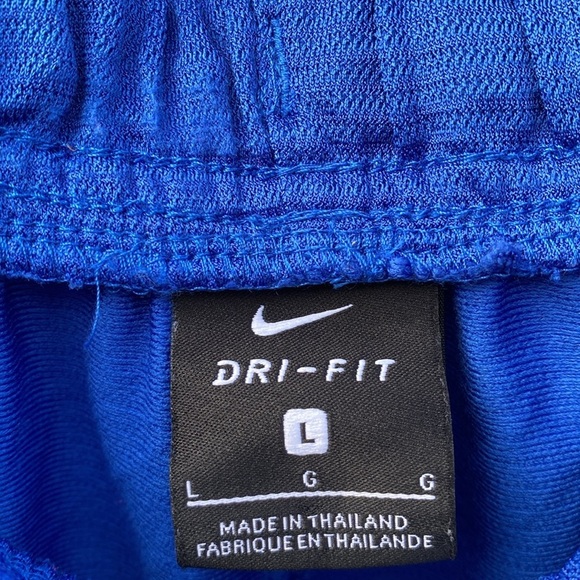 DRI-FIT
L
L G G
MADE IN THAILAND
FABRIQUE EN THAILANDE